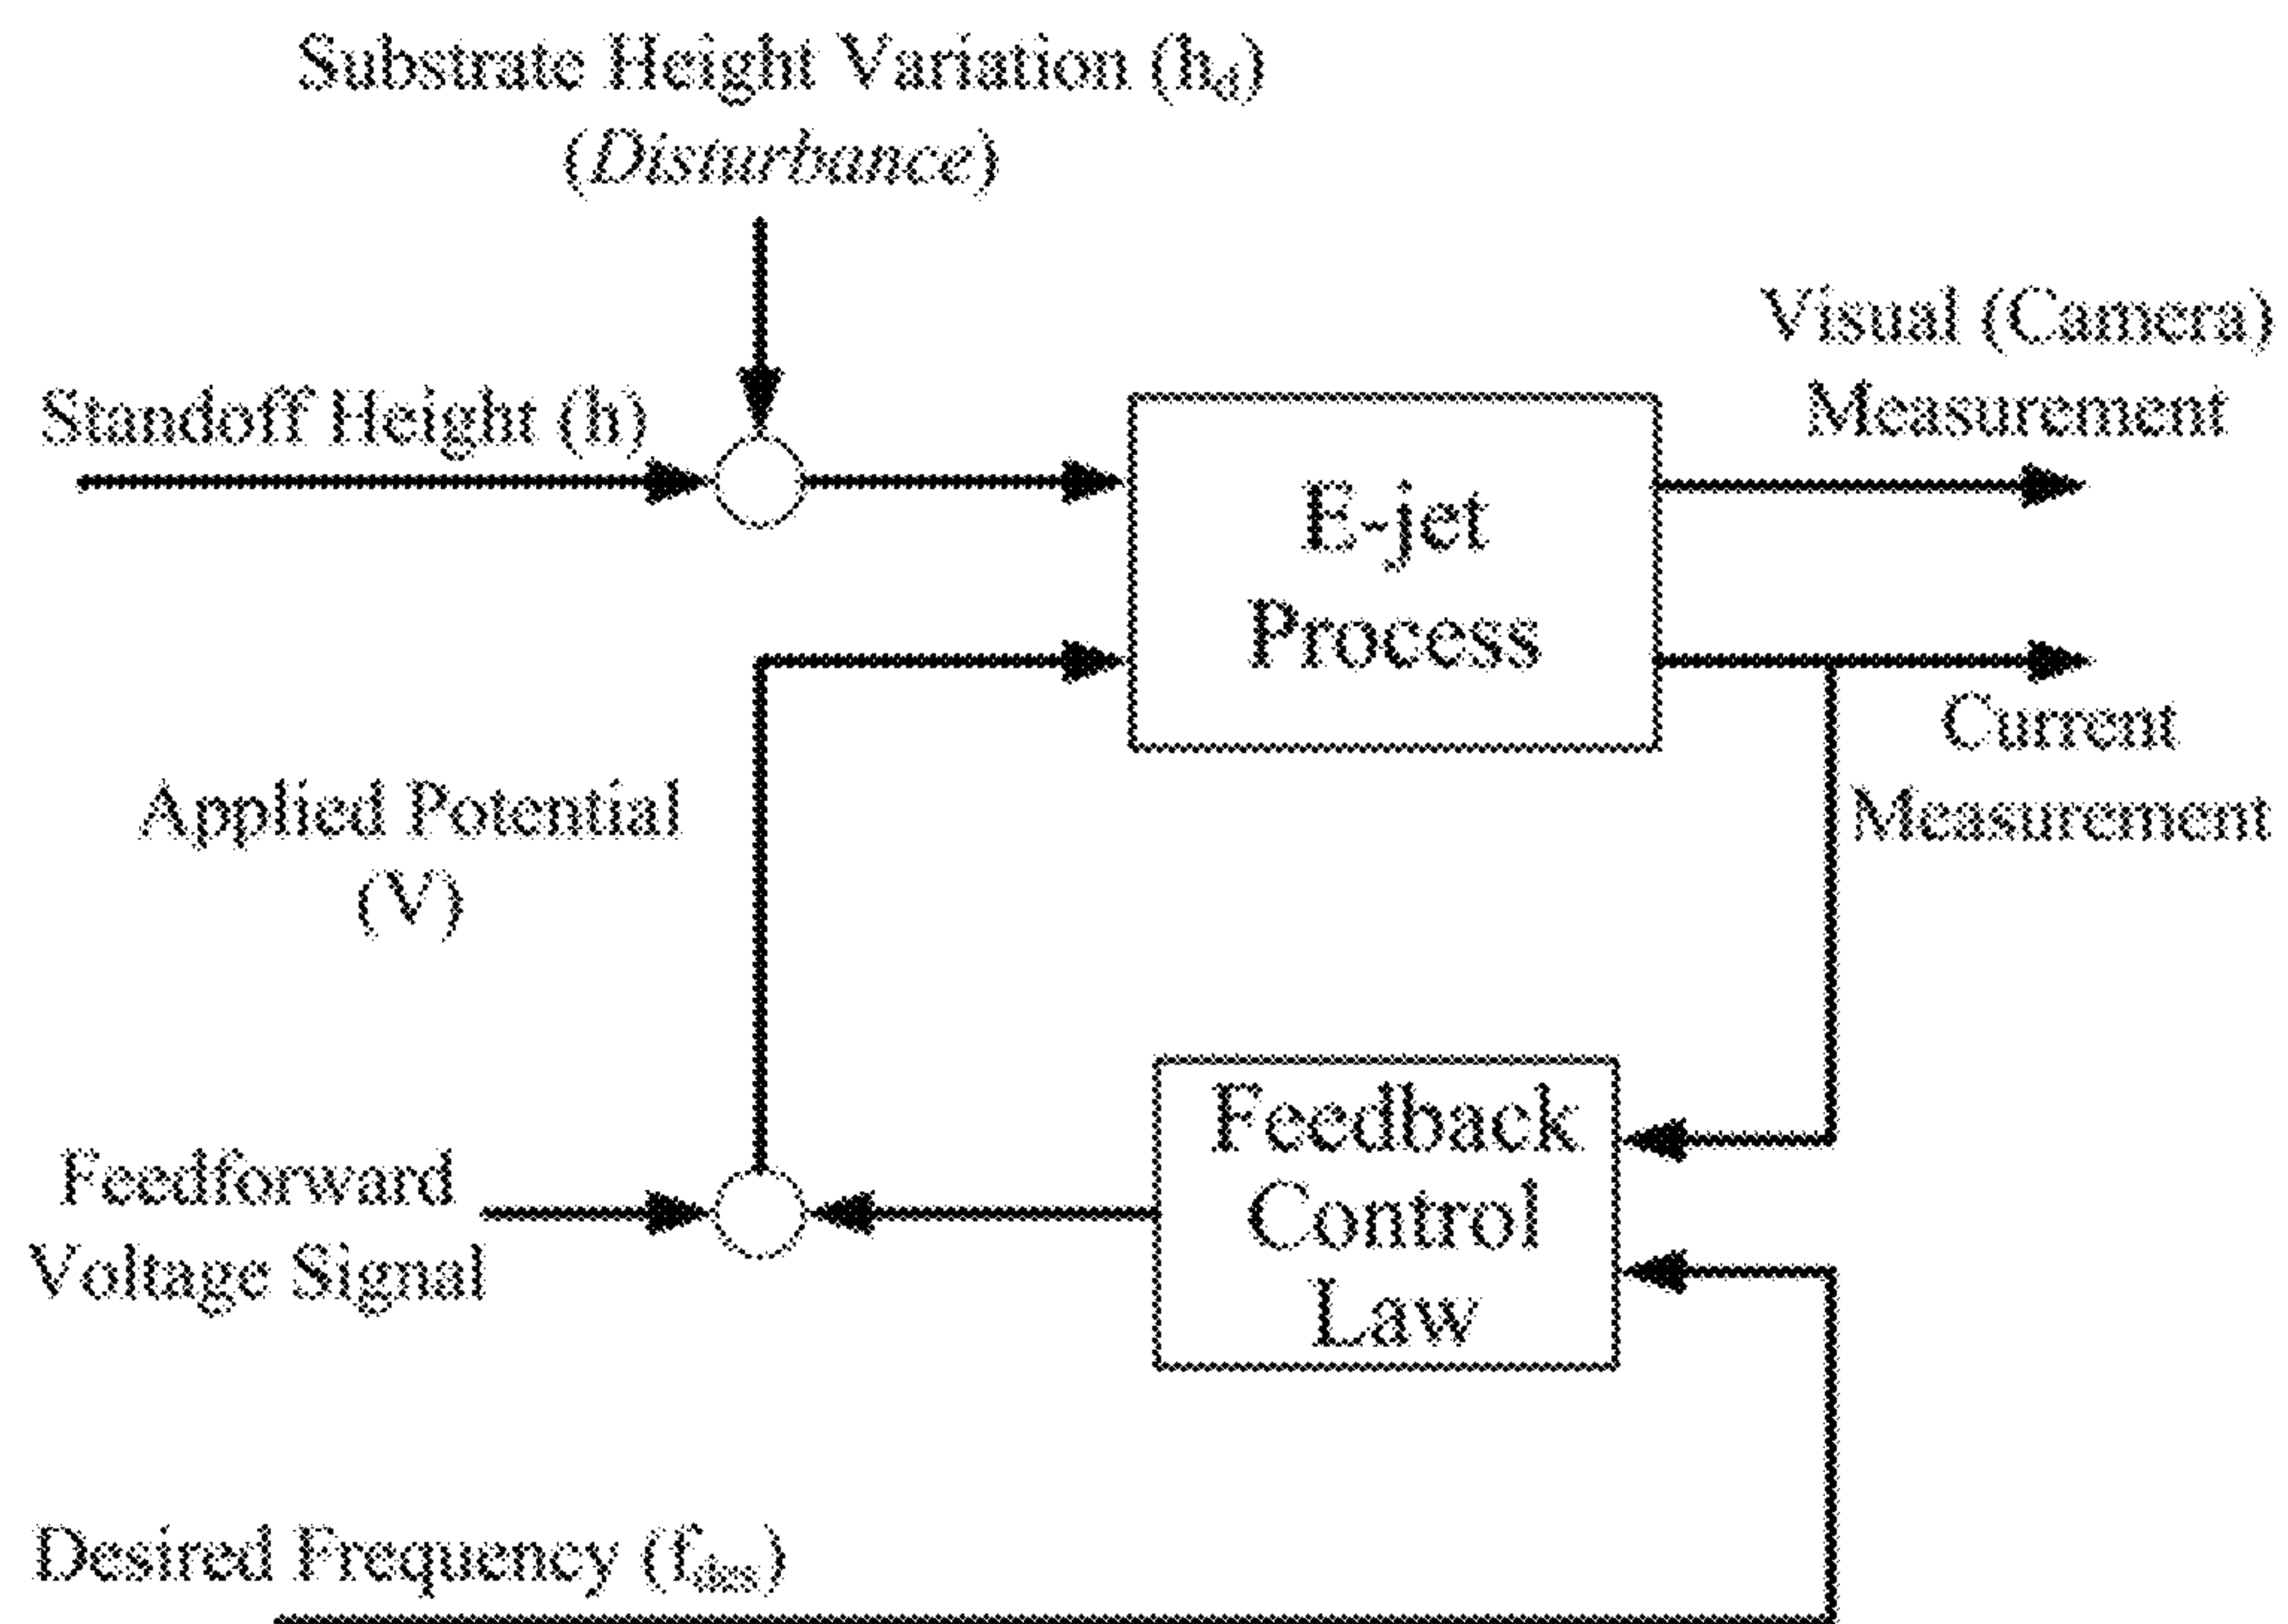 Substrate Height Variation (h_d)
(Disturbance)
Visual (Camera)
Measurement
Standoff Height (h)
E-jet
Process
Current
Measurement
Applied Potential
(V)
Feedback
Control
Law
Feedforward
Voltage Signal
Desired Frequency (f_des)